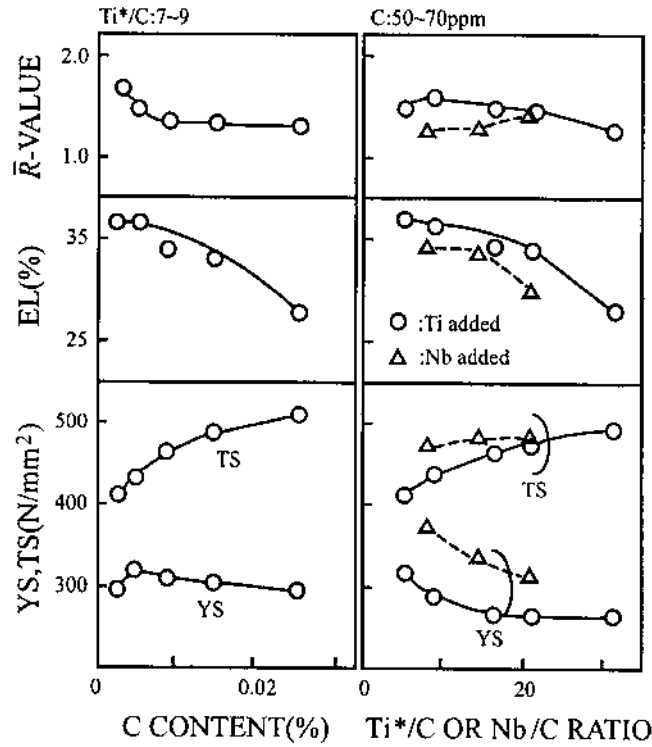 Ti*/C:7~9
C:50~70ppm
2.0
1.0
R̄-VALUE
35
25
EL(%)
:Ti added
:Nb added
500
400
300
YS,TS(N/mm²)
TS
YS
TS
YS
0
0.02
0
20
C CONTENT(%)
Ti*/C OR Nb/C RATIO